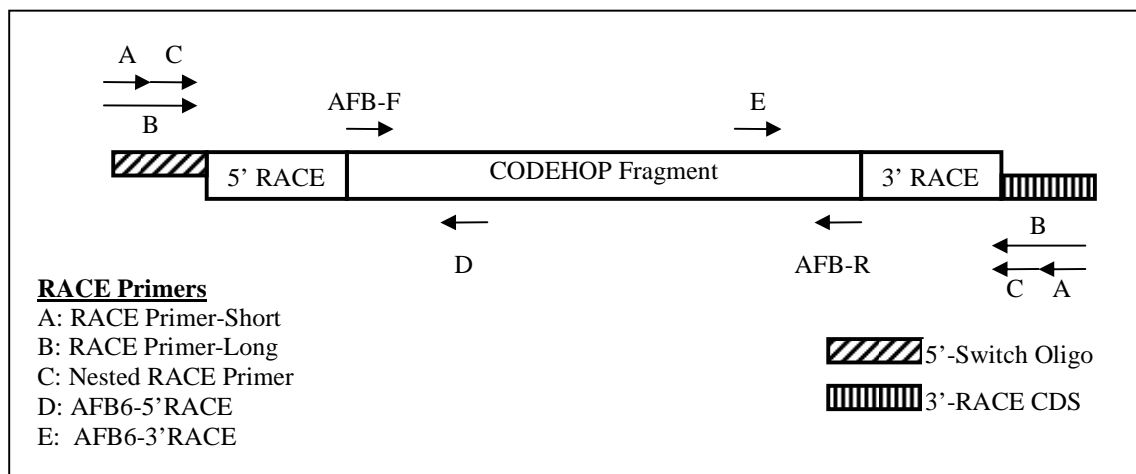 A C
B
AFB-F
E
5’ RACE
CODEHOP Fragment
3’ RACE
D
AFB-R
B
C A
RACE Primers
A: RACE Primer-Short
B: RACE Primer-Long
C: Nested RACE Primer
D: AFB6-5’RACE
E: AFB6-3’RACE
5’-Switch Oligo
3’-RACE CDS